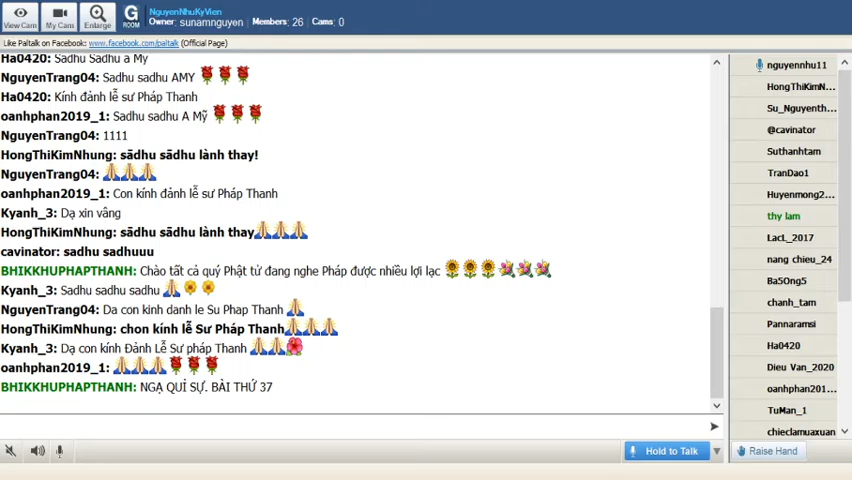 NguyenNhuKyVien
View Cam
My Cams
Enlarge
G
ROOM
Owner: sunamnguyen
Members: 26
Cams: 0
Like Paltalk on Facebook: www.facebook.com/paltalk (Official Page)
Ha0420: Sadhu Sadhu a My
NguyenTrang04: Sadhu sadhu AMY
Ha0420: Kính đảnh lễ sư Pháp Thanh
oanhphan2019_1: Sadhu sadhu A Mỹ
NguyenTrang04: 1111
HongThiKimNhung: sādhu sādhu lành thay!
NguyenTrang04:
oanhphan2019_1: Con kính đảnh lễ sư Pháp Thanh
Kyanh_3: Dạ xin vâng
HongThiKimNhung: sādhu sādhu lành thay
cavinator: sadhu sadhuuu
BHIKKHUPHAPTHANH: Chào tất cả quý Phật tử đang nghe Pháp được nhiều lợi lạc
Kyanh_3: Sadhu sadhu sadhu
NguyenTrang04: Da con kinh danh le Su Phap Thanh
HongThiKimNhung: chon kính lễ Sư Pháp Thanh
Kyanh_3: Dạ con kính Đảnh Lễ Sư pháp Thanh
oanhphan2019_1:
BHIKKHUPHAPTHANH: NGẠ QUỈ SỰ. BÀI THỨ 37
Hold to Talk
nguyennhu11
HongThiKimN...
Su_Nguyenth...
@cavinator
Suthanhtam
TranDao1
Huyenmong2...
thy lam
LacL_2017
nang chieu_24
Ba5Ong5
chanh_tam
Pannaramsi
Ha0420
Dieu Van_2020
oanhphan201...
TuMan_1
chieclamuaxuan
Raise Hand